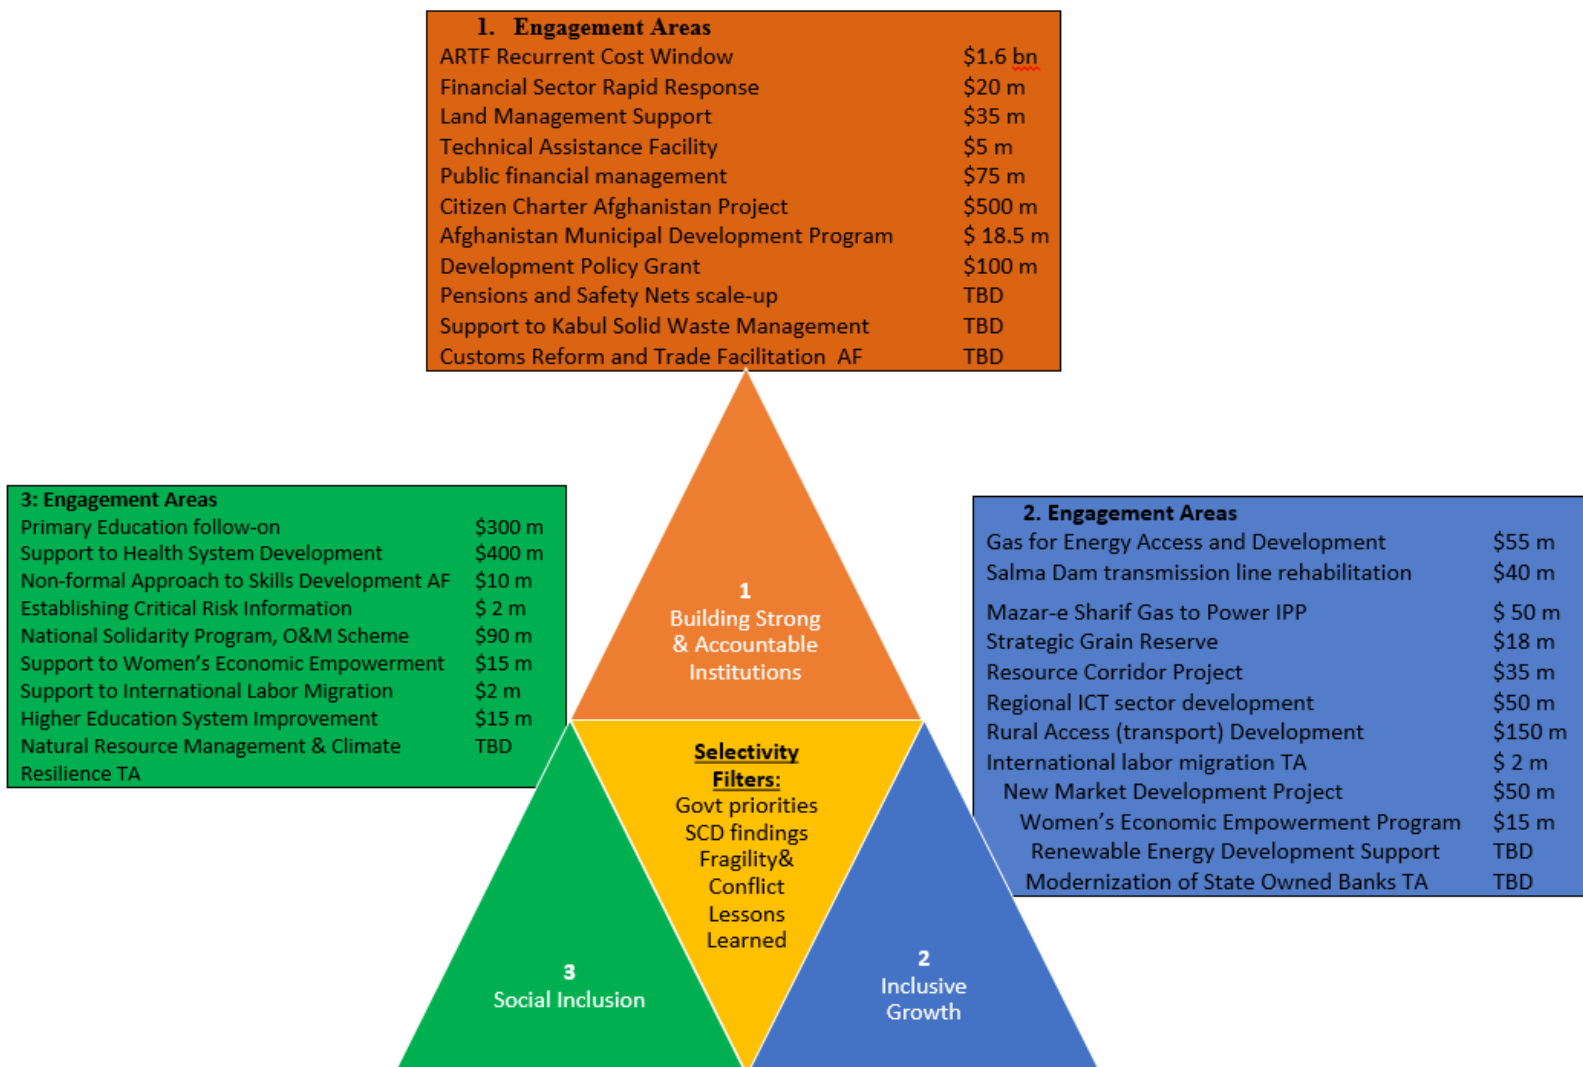 1. Engagement Areas
ARTF Recurrent Cost Window $1.6 bn
Financial Sector Rapid Response $20 m
Land Management Support $35 m
Technical Assistance Facility $5 m
Public financial management $75 m
Citizen Charter Afghanistan Project $500 m
Afghanistan Municipal Development Program $ 18.5 m
Development Policy Grant $100 m
Pensions and Safety Nets scale-up TBD
Support to Kabul Solid Waste Management TBD
Customs Reform and Trade Facilitation AF TBD
3: Engagement Areas
Primary Education follow-on $300 m
Support to Health System Development $400 m
Non-formal Approach to Skills Development AF $10 m
Establishing Critical Risk Information $ 2 m
National Solidarity Program, O&M Scheme $90 m
Support to Women's Economic Empowerment $15 m
Support to International Labor Migration $2 m
Higher Education System Improvement $15 m
Natural Resource Management & Climate TBD
Resilience TA
2. Engagement Areas
Gas for Energy Access and Development $55 m
Salma Dam transmission line rehabilitation $40 m
Mazar-e Sharif Gas to Power IPP $ 50 m
Strategic Grain Reserve $18 m
Resource Corridor Project $35 m
Regional ICT sector development $50 m
Rural Access (transport) Development $150 m
International labor migration TA $ 2 m
New Market Development Project $50 m
Women's Economic Empowerment Program $15 m
Renewable Energy Development Support TBD
Modernization of State Owned Banks TA TBD
1
Building Strong
& Accountable
Institutions
Selectivity
Filters:
Govt priorities
SCD findings
Fragility&
Conflict
Lessons
Learned
3
Social Inclusion
2
Inclusive
Growth